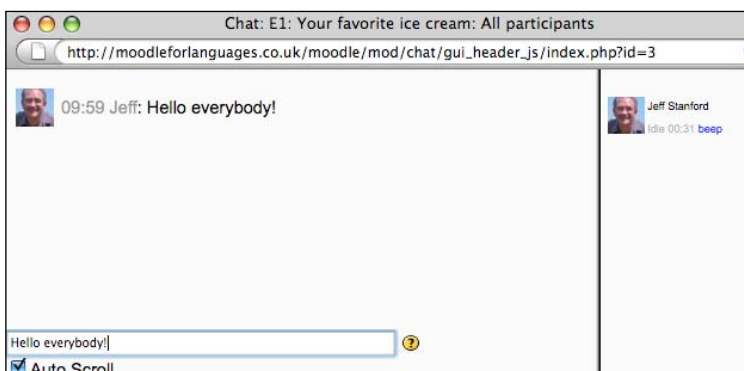 Chat: E1: Your favorite ice cream: All participants
http://moodleforlanguages.co.uk/moodle/mod/chat/gui_header_js/index.php?id=3
09:59 Jeff: Hello everybody!
Jeff Stanford
Idle 00:31 beep
Hello everybody!
?
Auto Scroll